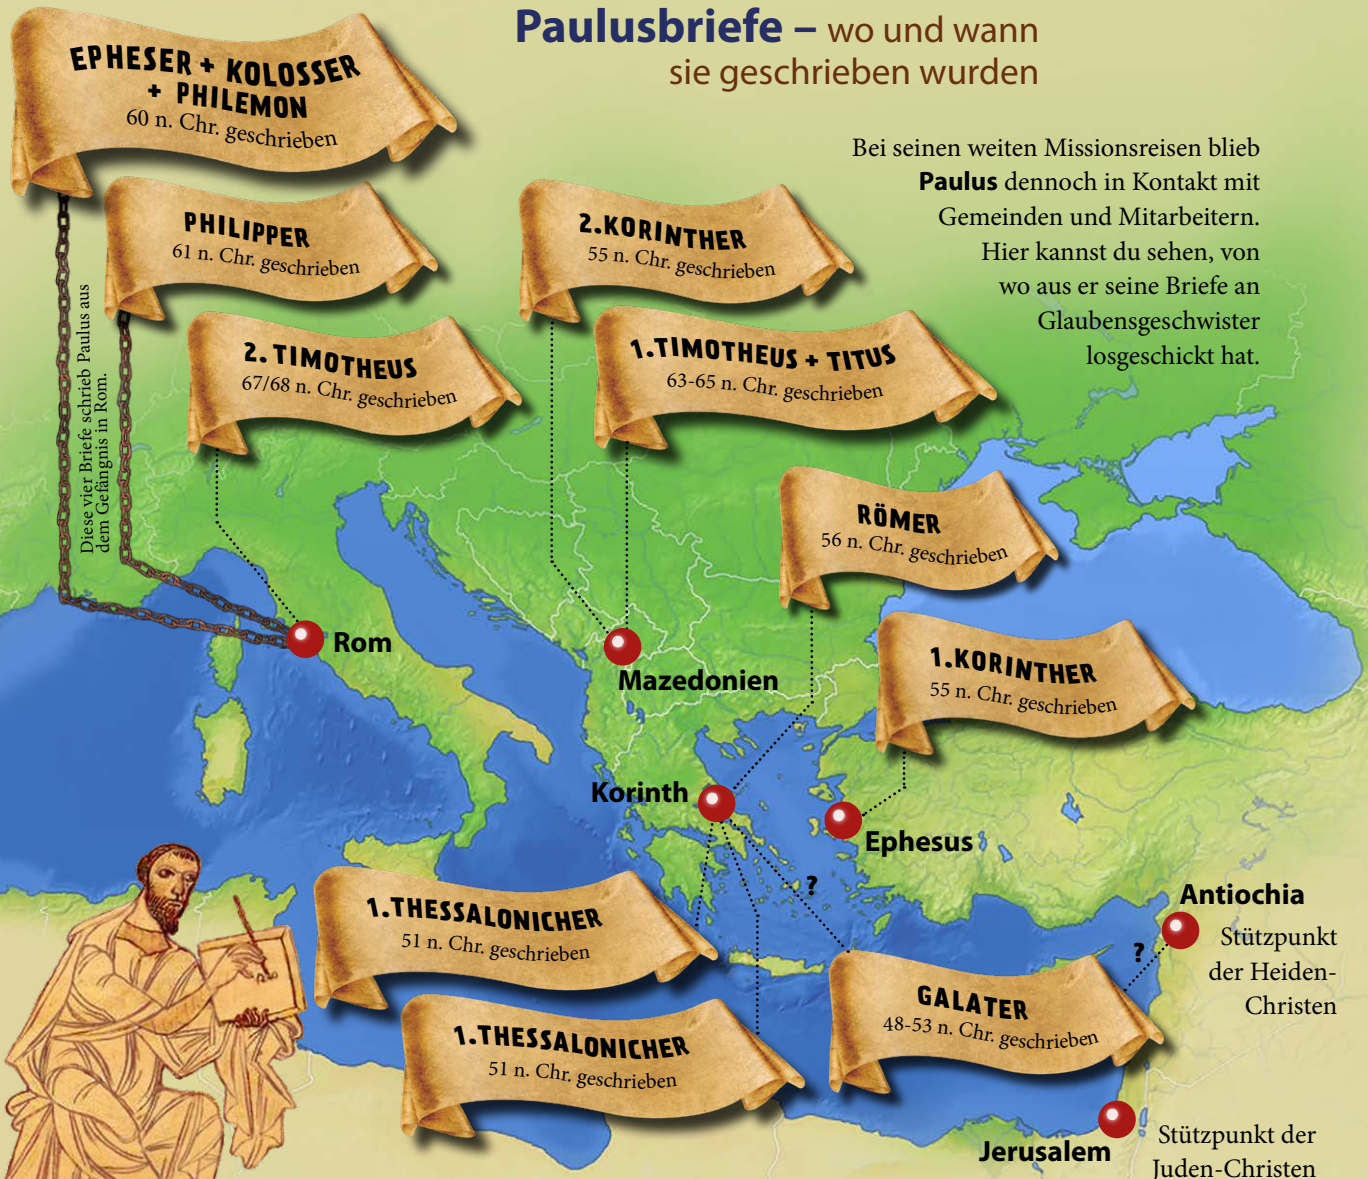 Paulusbriefe – wo und wann
sie geschrieben wurden
Bei seinen weiten Missionsreisen blieb
Paulus dennoch in Kontakt mit
Gemeinden und Mitarbeitern.
Hier kannst du sehen, von
wo aus er seine Briefe an
Glaubensgeschwister
losgeschickt hat.
EPHESER + KOLOSSER
+ PHILEMON
60 n. Chr. geschrieben
PHILIPPER
61 n. Chr. geschrieben
2. TIMOTHEUS
67/68 n. Chr. geschrieben
Diese vier Briefe schrieb Paulus aus
dem Gefängnis in Rom.
2.KORINTHER
55 n. Chr. geschrieben
1.TIMOTHEUS + TITUS
63-65 n. Chr. geschrieben
RÖMER
56 n. Chr. geschrieben
1.KORINTHER
55 n. Chr. geschrieben
Rom
Mazedonien
Korinth
Ephesus
?
1.THESSALONICHER
51 n. Chr. geschrieben
1.THESSALONICHER
51 n. Chr. geschrieben
GALATER
48-53 n. Chr. geschrieben
?
Antiochia
Stützpunkt
der Heiden-
Christen
Jerusalem
Stützpunkt der
Juden-Christen